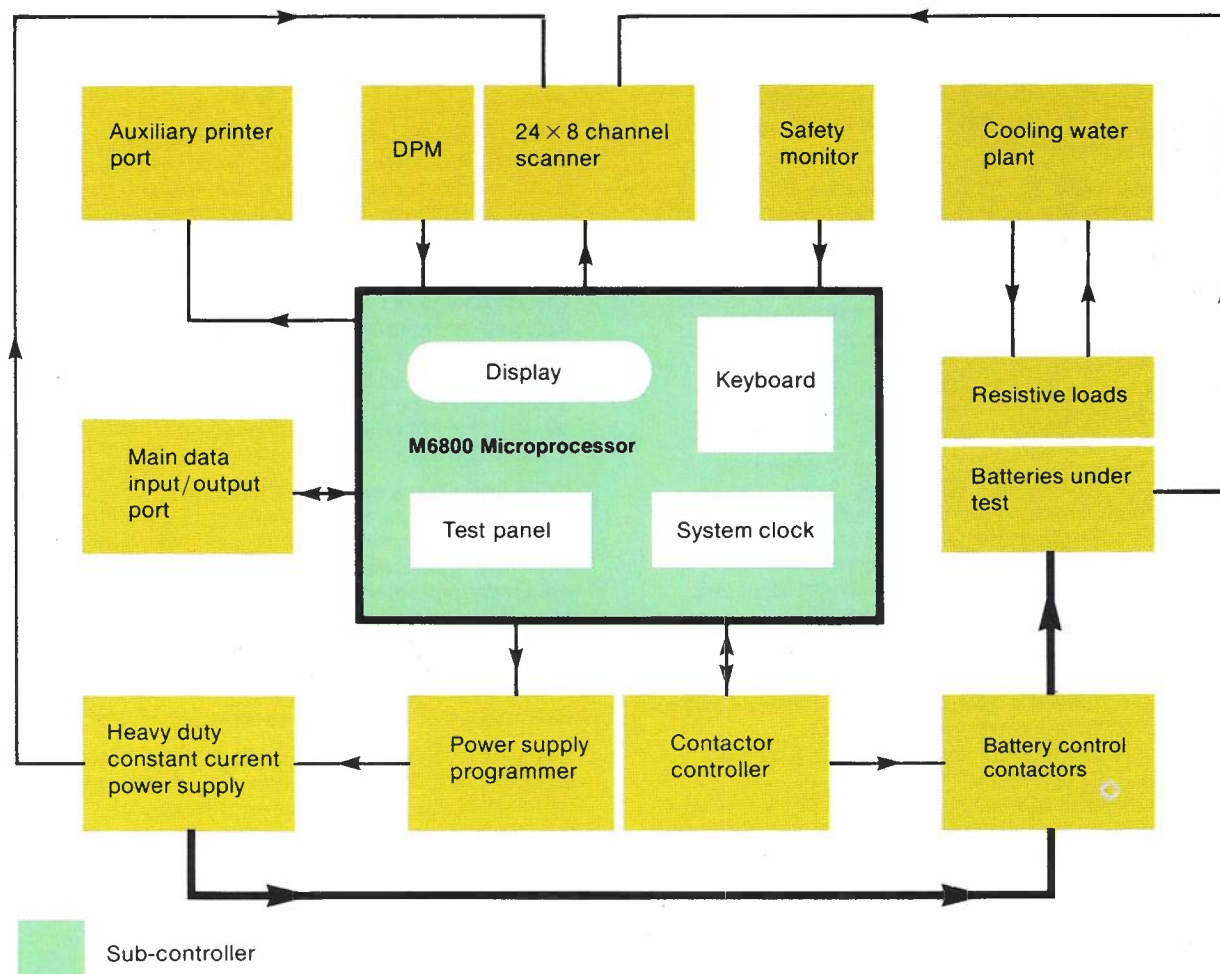 Auxiliary printer
port
DPM
24 × 8 channel
scanner
Safety
monitor
Cooling water
plant
Display
Keyboard
Resistive loads
M6800 Microprocessor
Main data
input/output
port
Batteries under
test
Test panel
System clock
Heavy duty
constant current
power supply
Power supply
programmer
Contactor
controller
Battery control
contactors
Sub-controller